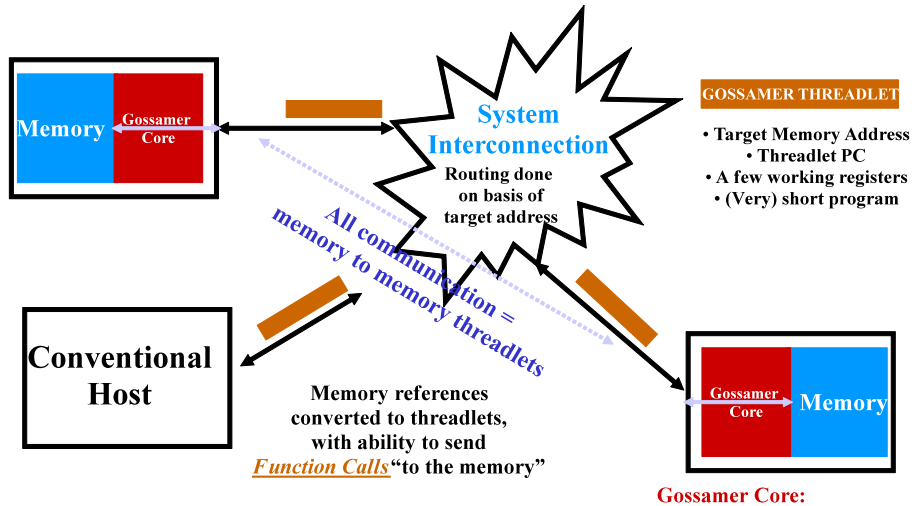 Memory
Gossamer
Core
System
Interconnection
Routing done
on basis of
target address
GOSSAMER THREADLET
• Target Memory Address
• Threadlet PC
• A few working registers
• (Very) short program
All communication =
memory to memory threadlets
Conventional
Host
Memory references
converted to threadlets,
with ability to send
Function Calls “to the memory”
Gossamer
Core
Memory
Gossamer Core: